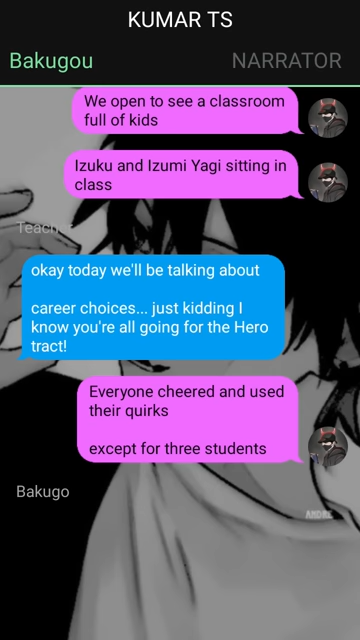 KUMAR TS
Bakugou
NARRATOR
We open to see a classroom
full of kids
Izuku and Izumi Yagi sitting in
class
Teacher
okay today we'll be talking about
career choices... just kidding I
know you're all going for the Hero
tract!
Everyone cheered and used
their quirks
except for three students
Bakugo
ANDRE